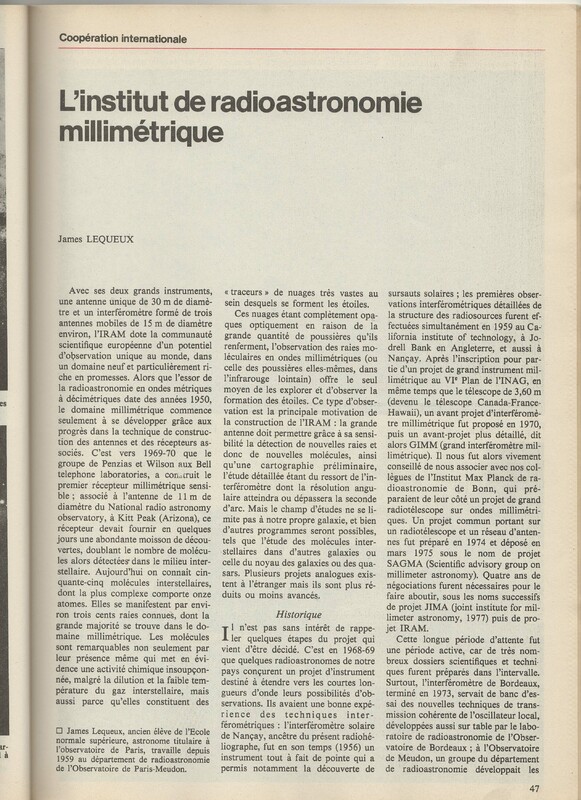 Coopération internationale
L'institut de radioastronomie
millimétrique
James LEQUEUX
Avec ses deux grands instruments,
une antenne unique de 30 m de diamè-
tre et un interféromètre formé de trois
antennes mobiles de 15 m de diamètre
environ, l'IRAM dote la communauté
scientifique européenne d'un potentiel
d'observation unique au monde, dans
un domaine neuf et particulièrement ri-
che en promesses. Alors que l'essor de
la radioastronomie en ondes métriques
à décimétriques date des années 1950,
le domaine millimétrique commence
seulement à se développer grâce aux
progrès dans la technique de construc-
tion des antennes et des récepteurs as-
sociés. C'est vers 1969-70 que le
groupe de Penzias et Wilson aux Bell
telephone laboratories, a con...ruit le
premier récepteur millimétrique sensi-
ble ; associé à l'antenne de 11 m de
diamètre du National radio astronomy
observatory, à Kitt Peak (Arizona), ce
récepteur devait fournir en quelques
jours une abondante moisson de décou-
vertes, doublant le nombre de molécu-
les alors détectées dans le milieu inter-
stellaire. Aujourd'hui on connaît cin-
quante-cinq molécules interstellaires,
dont la plus complexe comporte onze
atomes. Elles se manifestent par envi-
ron trois cents raies connues, dont la
grande majorité se trouve dans le do-
maine millimétrique. Les molécules
sont remarquables non seulement par
leur présence même qui met en évi-
dence une activité chimique insoupçon-
née, malgré la dilution et la faible tem-
pérature du gaz interstellaire, mais
aussi parce qu'elles constituent des
□ James Lequeux, ancien élève de l'Ecole
normale supérieure, astronome titulaire à
l'observatoire de Paris, travaille depuis
1959 au département de radioastronomie
de l'Observatoire de Paris-Meudon.
« traceurs » de nuages très vastes au
sein desquels se forment les étoiles.
Ces nuages étant complétement opa-
ques optiquement en raison de la
grande quantité de poussières qu'ils
renferment, l'observation des raies mo-
léculaires en ondes millimétriques (ou
celle des poussières elles-mêmes, dans
l'infrarouge lointain) offre le seul
moyen de les explorer et d'observer la
formation des étoiles. Ce type d'obser-
vation est la principale motivation de
la construction de l'IRAM : la grande
antenne doit permettre grâce à sa sensi-
bilité la détection de nouvelles raies et
donc de nouvelles molécules, ainsi
qu'une cartographie préliminaire,
l'étude détaillée étant du ressort de l'in-
terféromètre dont la résolution angu-
laire atteindra ou dépassera la seconde
d'arc. Mais le champ d'études ne se li-
mite pas à notre propre galaxie, et bien
d'autres programmes seront possibles,
tels que l'étude des molécules inter-
stellaires dans d'autres galaxies ou
celle du noyau des galaxies ou des qua-
sars. Plusieurs projets analogues exis-
tent à l'étranger mais ils sont plus ré-
duits ou moins avancés.
Historique
Il n'est pas sans intérêt de rappe-
ler quelques étapes du projet qui
vient d'être décidé. C'est en 1968-69
que quelques radioastronomes de notre
pays conçurent un projet d'instrument
destiné à étendre vers les courtes lon-
gueurs d'onde leurs possibilités d'ob-
servations. Ils avaient une bonne expé-
rience des techniques inter-
férométriques : l'interféromètre solaire
de Nançay, ancêtre du présent radiohé-
liographe, fut en son temps (1956) un
instrument tout à fait de pointe qui a
permis notamment la découverte de
sursauts solaires ; les premières obser-
vations interférométriques détaillées de
la structure des radiosources furent ef-
fectuées simultanément en 1959 au Ca-
lifornia institute of technology, à Jo-
drell Bank en Angleterre, et aussi à
Nançay. Après l'inscription pour par-
tie d'un projet de grand instrument mil-
limétrique au VIe Plan de l'INAG, en
même temps que le télescope de 3,60 m
(devenu le télescope Canada-France-
Hawaii), un avant projet d'interféromè-
tre millimétrique fut proposé en 1970,
puis un avant-projet plus détaillé, dit
alors GIMM (grand interféromètre mil-
limétrique). Il nous fut alors vivement
conseillé de nous associer avec nos col-
lègues de l'Institut Max Planck de ra-
dioastronomie de Bonn, qui pré-
paraient de leur côté un projet de grand
radiotélescope sur ondes millimétri-
ques. Un projet commun portant sur
un radiotélescope et un réseau d'anten-
nes fut préparé en 1974 et déposé en
mars 1975 sous le nom de projet
SAGMA (Scientific advisory group on
millimeter astronomy). Quatre ans de
négociations furent nécessaires pour le
faire aboutir, sous les noms successifs
de projet JIMA (joint institute for mil-
limeter astronomy, 1977) puis de pro-
jet IRAM.
Cette longue période d'attente fut
une période active, car de très nom-
breux dossiers scientifiques et techni-
ques furent préparés dans l'intervalle.
Surtout, l'interféromètre de Bordeaux,
terminé en 1973, servait de banc d'es-
sai des nouvelles techniques de trans-
mission cohérente de l'oscillateur local,
développées aussi sur table par le labo-
ratoire de radioastronomie de l'Obser-
vatoire de Bordeaux ; à l'Observatoire
de Meudon, un groupe du département
de radioastronomie développait les
47